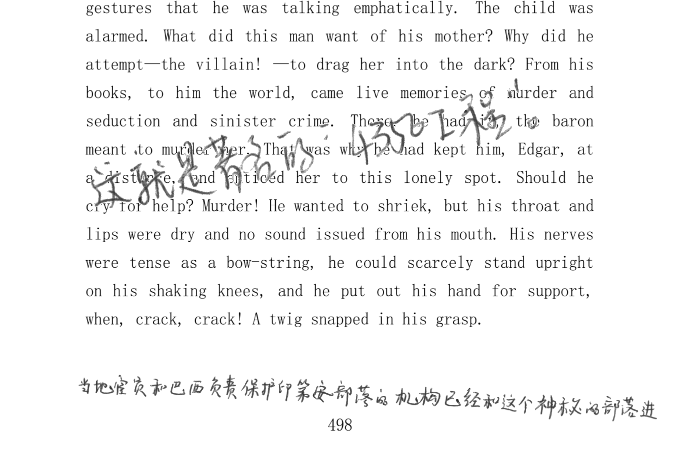 gestures that he was talking emphatically. The child was
alarmed. What did this man want of his mother? Why did he
attempt—the villain! —to drag her into the dark? From his
books, to him the world, came live memories of murder and
seduction and sinister crime. There, he had it, the baron
meant to murder her. That was why he had kept him, Edgar, at
a distance, and enticed her to this lonely spot. Should he
cry for help? Murder! He wanted to shriek, but his throat and
lips were dry and no sound issued from his mouth. His nerves
were tense as a bow-string, he could scarcely stand upright
on his shaking knees, and he put out his hand for support,
when, crack, crack! A twig snapped in his grasp.
这就是著名的“4350工程”。
当地官员和巴西负责保护印第安部落的机构已经和这个神秘的部落进
498